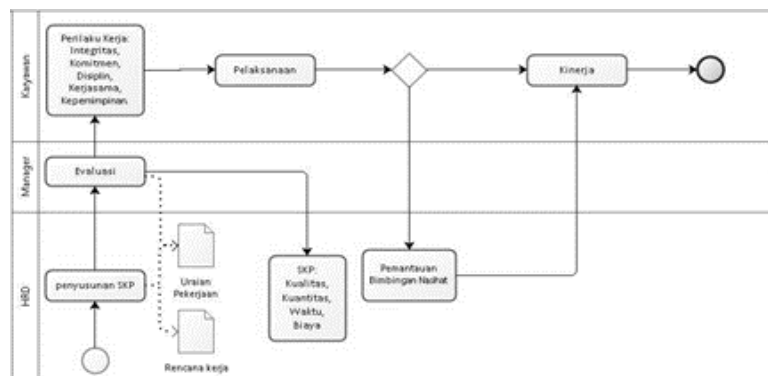 Karyawan
Perilaku Kerja:
Integritas,
Komitmen,
Disiplin,
Kerjasama,
Kepemimpinan.
Pelaksanaan
Kinerja
Manager
Evaluasi
HRD
penyusunan SKP
Uraian
Pekerjaan
Rencana kerja
SKP:
Kualitas,
Kuantitas,
Waktu,
Biaya
Pemantauan
Bimbingan Nasihat